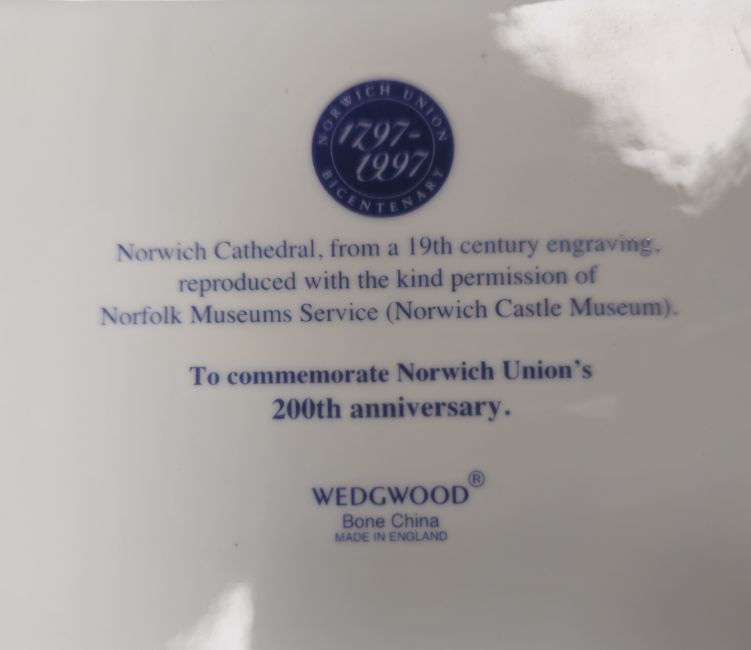 NORWICH UNION
1797-
1997
BICENTENARY
Norwich Cathedral, from a 19th century engraving,
reproduced with the kind permission of
Norfolk Museums Service (Norwich Castle Museum).
To commemorate Norwich Union's
200th anniversary.
WEDGWOOD®
Bone China
MADE IN ENGLAND